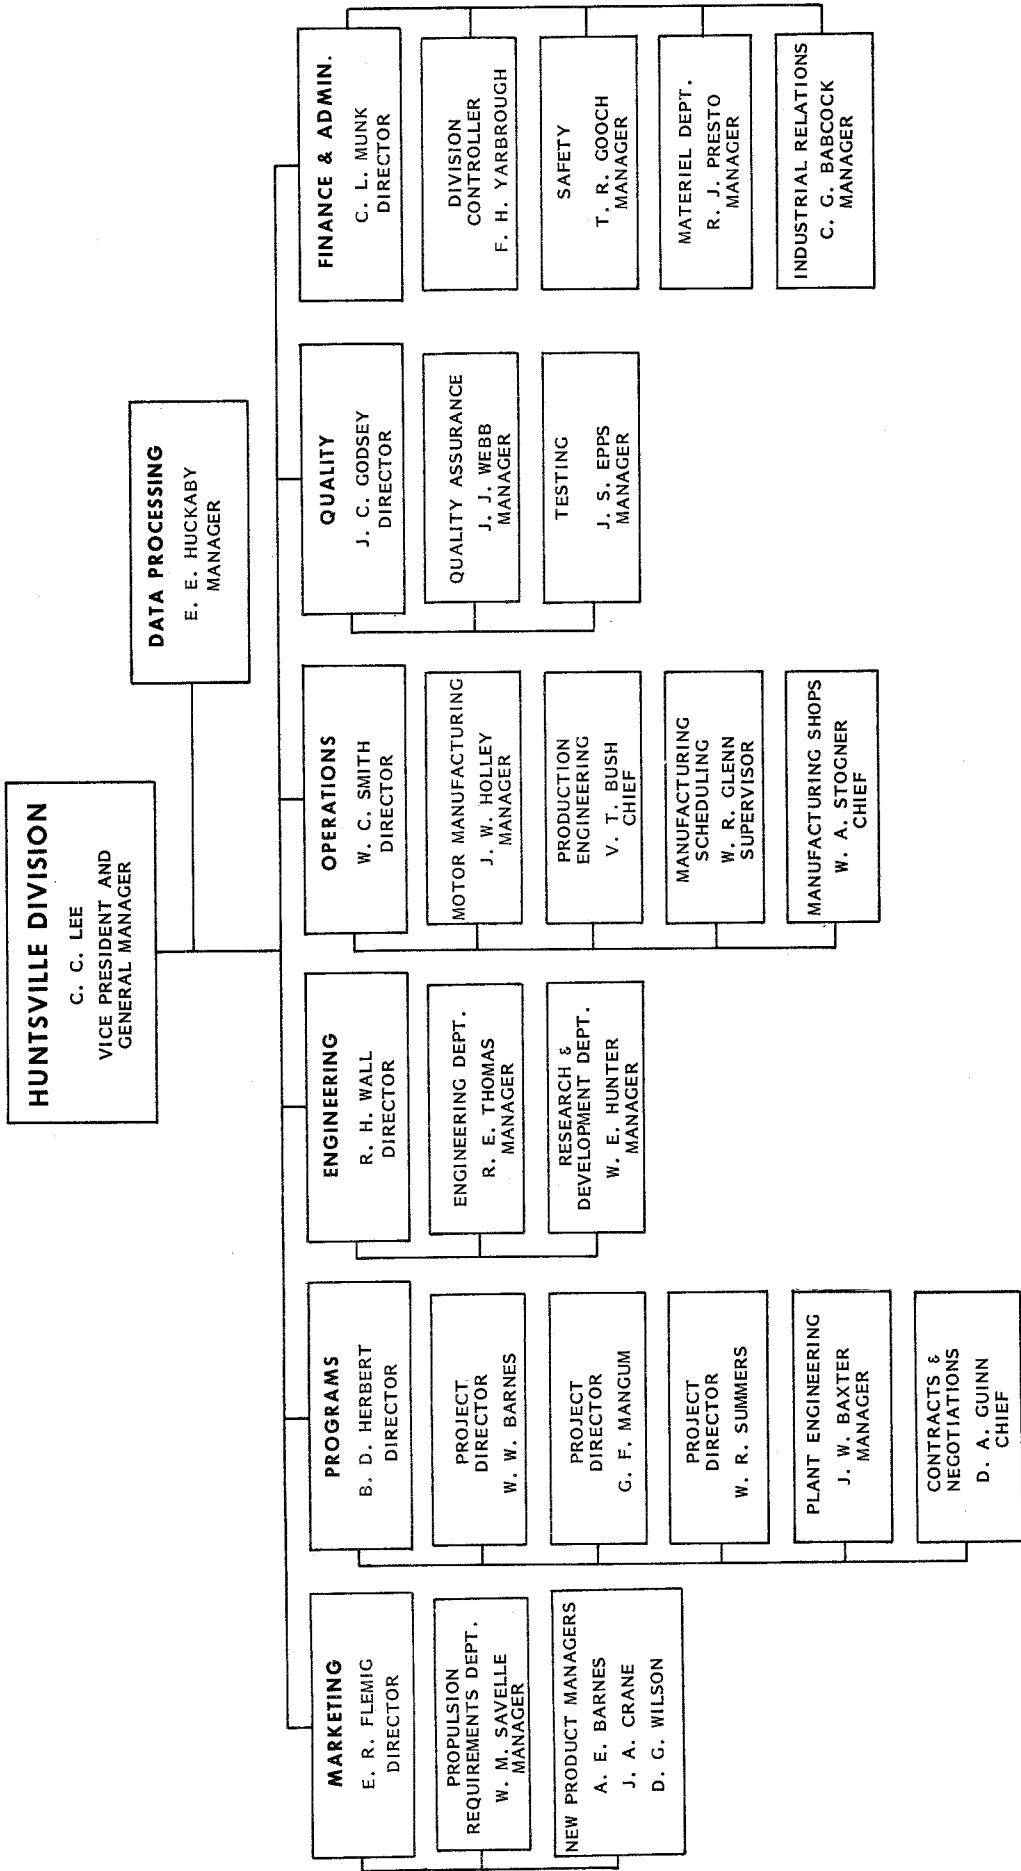 HUNTSVILLE DIVISION
C. C. LEE
VICE PRESIDENT AND
GENERAL MANAGER
DATA PROCESSING
E. E. HUCKABY
MANAGER
MARKETING
E. R. FLEMIG
DIRECTOR
PROPULSION
REQUIREMENTS DEPT.
W. M. SAVELLE
MANAGER
NEW PRODUCT MANAGERS
A. E. BARNES
J. A. CRANE
D. G. WILSON
PROGRAMS
B. D. HERBERT
DIRECTOR
PROJECT
DIRECTOR
W. W. BARNES
PROJECT
DIRECTOR
G. F. MANGUM
PROJECT
DIRECTOR
W. R. SUMMERS
PLANT ENGINEERING
J. W. BAXTER
MANAGER
CONTRACTS &
NEGOTIATIONS
D. A. GUINN
CHIEF
ENGINEERING
R. H. WALL
DIRECTOR
ENGINEERING DEPT.
R. E. THOMAS
MANAGER
RESEARCH &
DEVELOPMENT DEPT.
W. E. HUNTER
MANAGER
OPERATIONS
W. C. SMITH
DIRECTOR
MOTOR MANUFACTURING
J. W. HOLLEY
MANAGER
PRODUCTION
ENGINEERING
V. T. BUSH
CHIEF
MANUFACTURING
SCHEDULING
W. R. GLENN
SUPERVISOR
MANUFACTURING SHOPS
W. A. STOGNER
CHIEF
QUALITY
J. C. GODSEY
DIRECTOR
QUALITY ASSURANCE
J. J. WEBB
MANAGER
TESTING
J. S. EPPS
MANAGER
FINANCE & ADMIN.
C. L. MUNK
DIRECTOR
DIVISION
CONTROLLER
F. H. YARBROUGH
SAFETY
T. R. GOOCH
MANAGER
MATERIEL DEPT.
R. J. PRESTO
MANAGER
INDUSTRIAL RELATIONS
C. G. BABCOCK
MANAGER